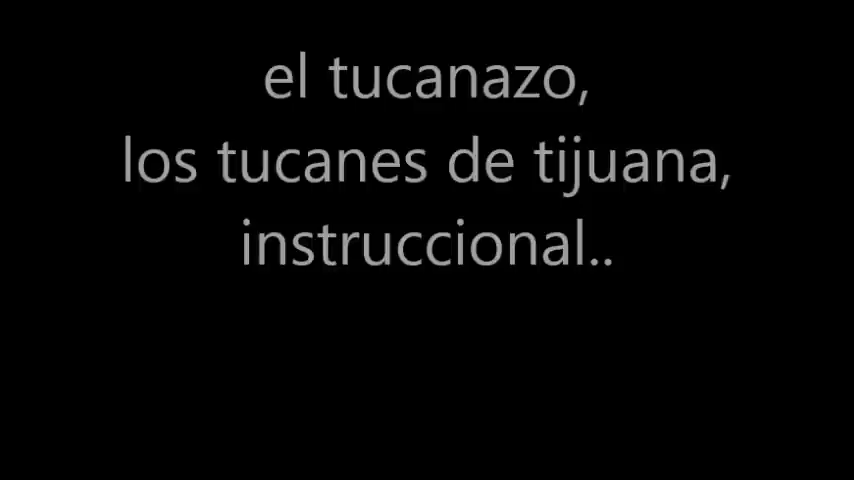 el tucanazo,
los tucanes de tijuana,
instruccional..